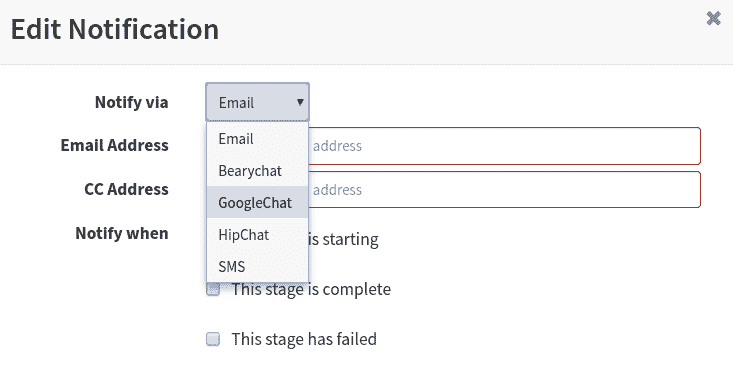 Edit Notification
Notify via
Email
Email Address
Email
address
Bearychat
CC Address
address
GoogleChat
Notify when
HipChat
is starting
SMS
This stage is complete
This stage has failed